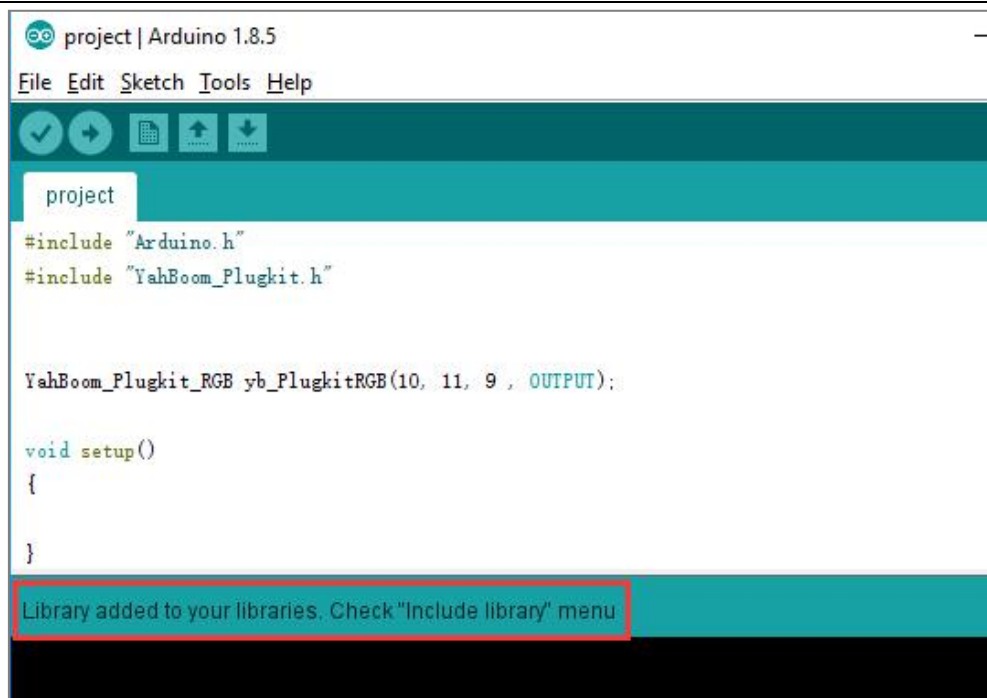 project | Arduino 1.8.5
File Edit Sketch Tools Help
project
#include "Arduino.h"
#include "YahBoom_Plugkit.h"
YahBoom_Plugkit_RGB yb_PlugkitRGB(10, 11, 9 , OUTPUT);
void setup()
{
}
Library added to your libraries. Check "Include library" menu